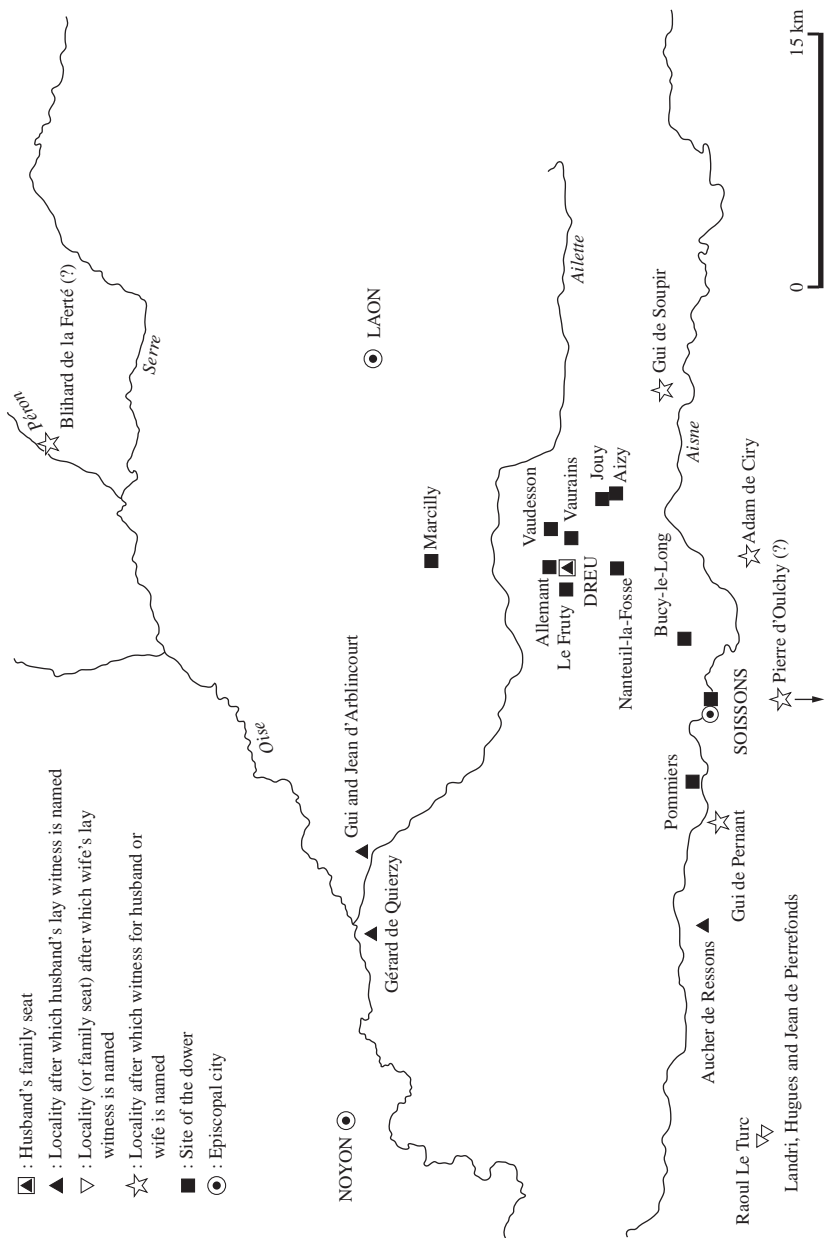 : Husband's family seat
: Locality after which husband's lay witness is named
: Locality (or family seat) after which wife's lay
witness is named
: Locality after which witness for husband or
wife is named
: Site of the dower
: Episcopal city
Péron
Blihard de la Ferté (?)
Serre
Oise
NOYON
Gui and Jean d'Arblincourt
Gérard de Quierzy
LAON
Marcilly
Ailette
Vaudesson
Allemant
Vaurains
Le Fruty
DREU
Jouy
Aizy
Nanteuil-la-Fosse
Gui de Soupir
Aisne
Bucy-le-Long
Adam de Ciry
Pommiers
SOISSONS
Pierre d'Oulchy (?)
Gui de Pernant
Aucher de Ressons
Raoul Le Turc
Landri, Hugues and Jean de Pierrefonds
0
15 km